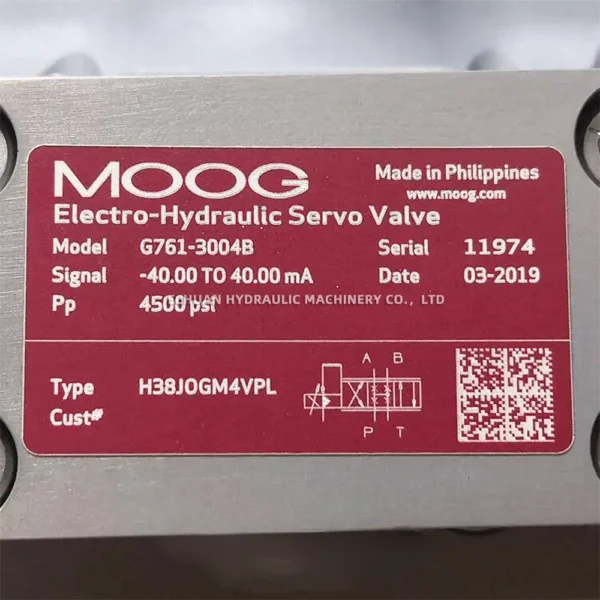 MOOG
Made in Philippines
www.moog.com
Electro-Hydraulic Servo Valve
Model G761-3004B Serial 11974
Signal -40.00 TO 40.00 mA Date 03-2019
Pp 4500 psi
HYDRAULIC MACHINERY CO., LTD
Type H38JOGM4VPL
Cust#
A B
P T